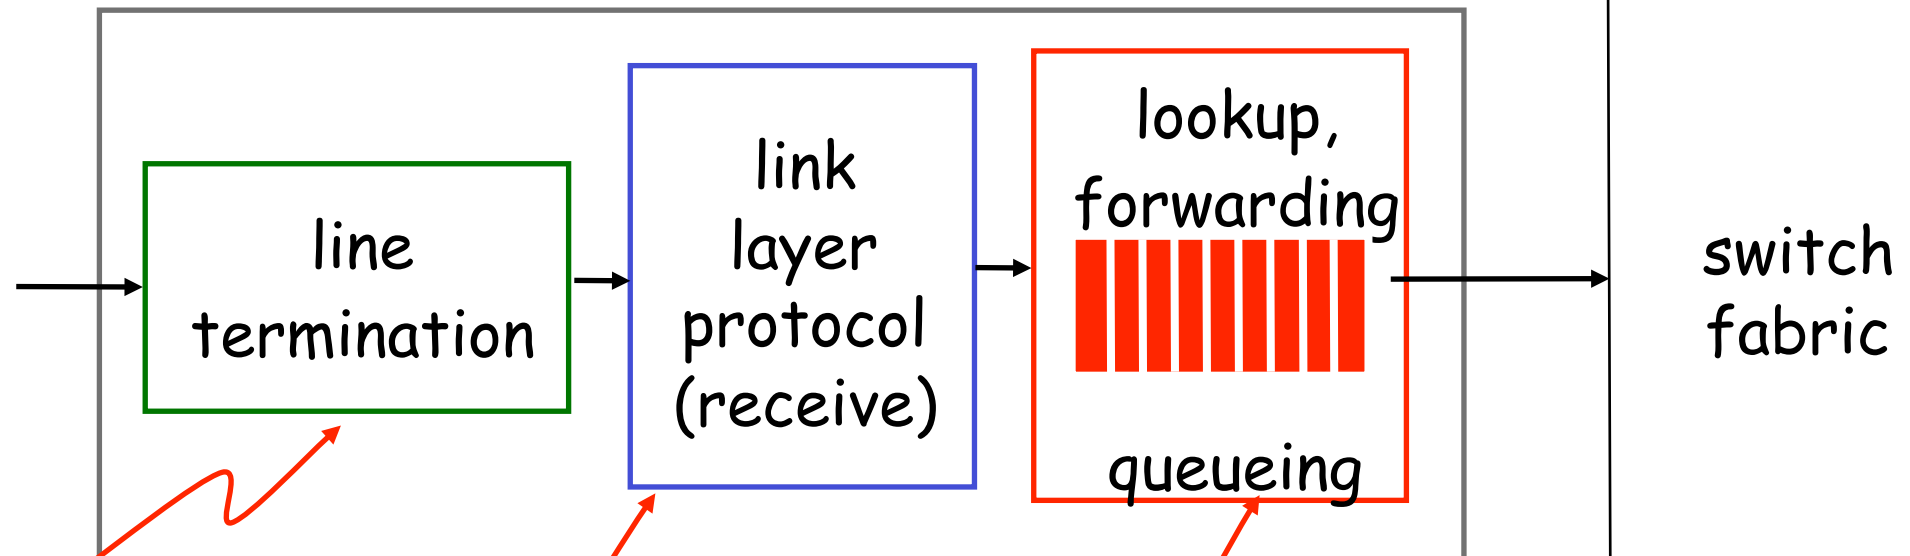 line
termination
link
layer
protocol
(receive)
lookup,
forwarding
queueing
switch
fabric